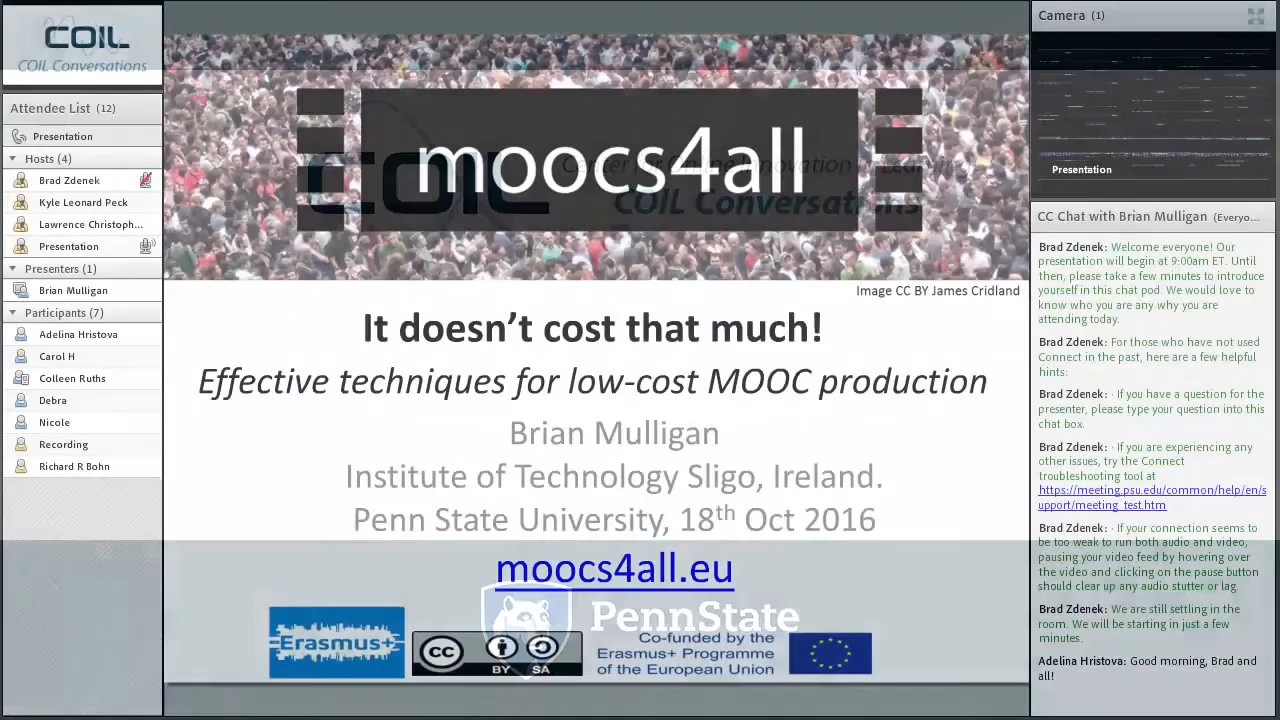 COIL
COIL Conversations
Attendee List (12)
Presentation
Hosts (4)
Brad Zdenek
Kyle Leonard Peck
Lawrence Christoph...
Presentation
Presenters (1)
Brian Mulligan
Participants (7)
Adelina Hristova
Carol H
Colleen Ruths
Debra
Nicole
Recording
Richard R Bohn
moocs4all
COIL
Center for Online Innovation in Learning
COIL Conversations
Image CC BY James Cridland
It doesn’t cost that much!
Effective techniques for low-cost MOOC production
Brian Mulligan
Institute of Technology Sligo, Ireland.
Penn State University, 18th Oct 2016
moocs4all.eu
PennState
Erasmus+
CC
BY SA
Co-funded by the
Erasmus+ Programme
of the European Union
Camera (1)
Presentation
CC Chat with Brian Mulligan (Everyo...
Brad Zdenek: Welcome everyone! Our
presentation will begin at 9:00am ET. Until
then, please take a few minutes to introduce
yourself in this chat pod. We would love to
know who you are any why you are
attending today.
Brad Zdenek: For those who have not used
Connect in the past, here are a few helpful
hints:
Brad Zdenek: · If you have a question for the
presenter, please type your question into this
chat box.
Brad Zdenek: · If you are experiencing any
other issues, try the Connect
troubleshooting tool at
https://meeting.psu.edu/common/help/en/s
upport/meeting_test.htm
Brad Zdenek: · If your connection seems to
be too weak to run both audio and video,
pausing your video feed by hovering over
the video and clicking on the pause button
should clear up any audio stutter or lag.
Brad Zdenek: We are still settling in the
room. We will be starting in just a few
minutes.
Adelina Hristova: Good morning, Brad and
all!